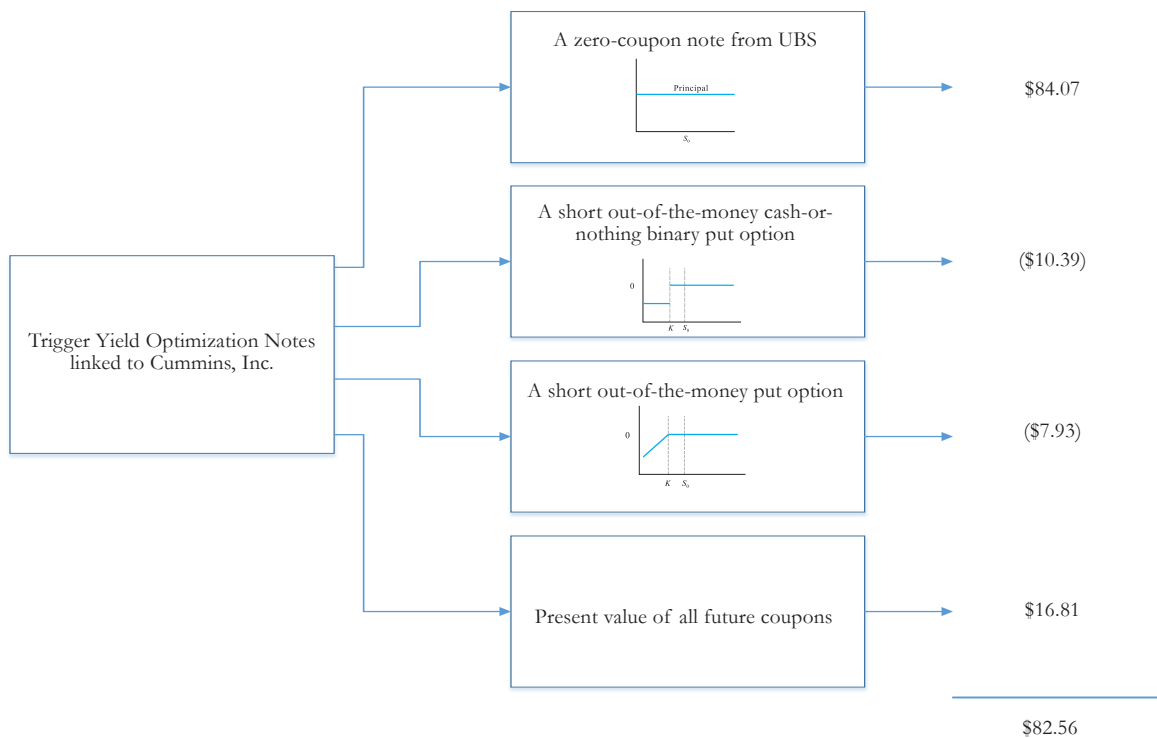 A zero-coupon note from UBS
Principal
S0
$84.07
A short out-of-the-money cash-or-
nothing binary put option
0
K S0
($10.39)
Trigger Yield Optimization Notes
linked to Cummins, Inc.
A short out-of-the-money put option
0
K S0
($7.93)
Present value of all future coupons
$16.81
$82.56